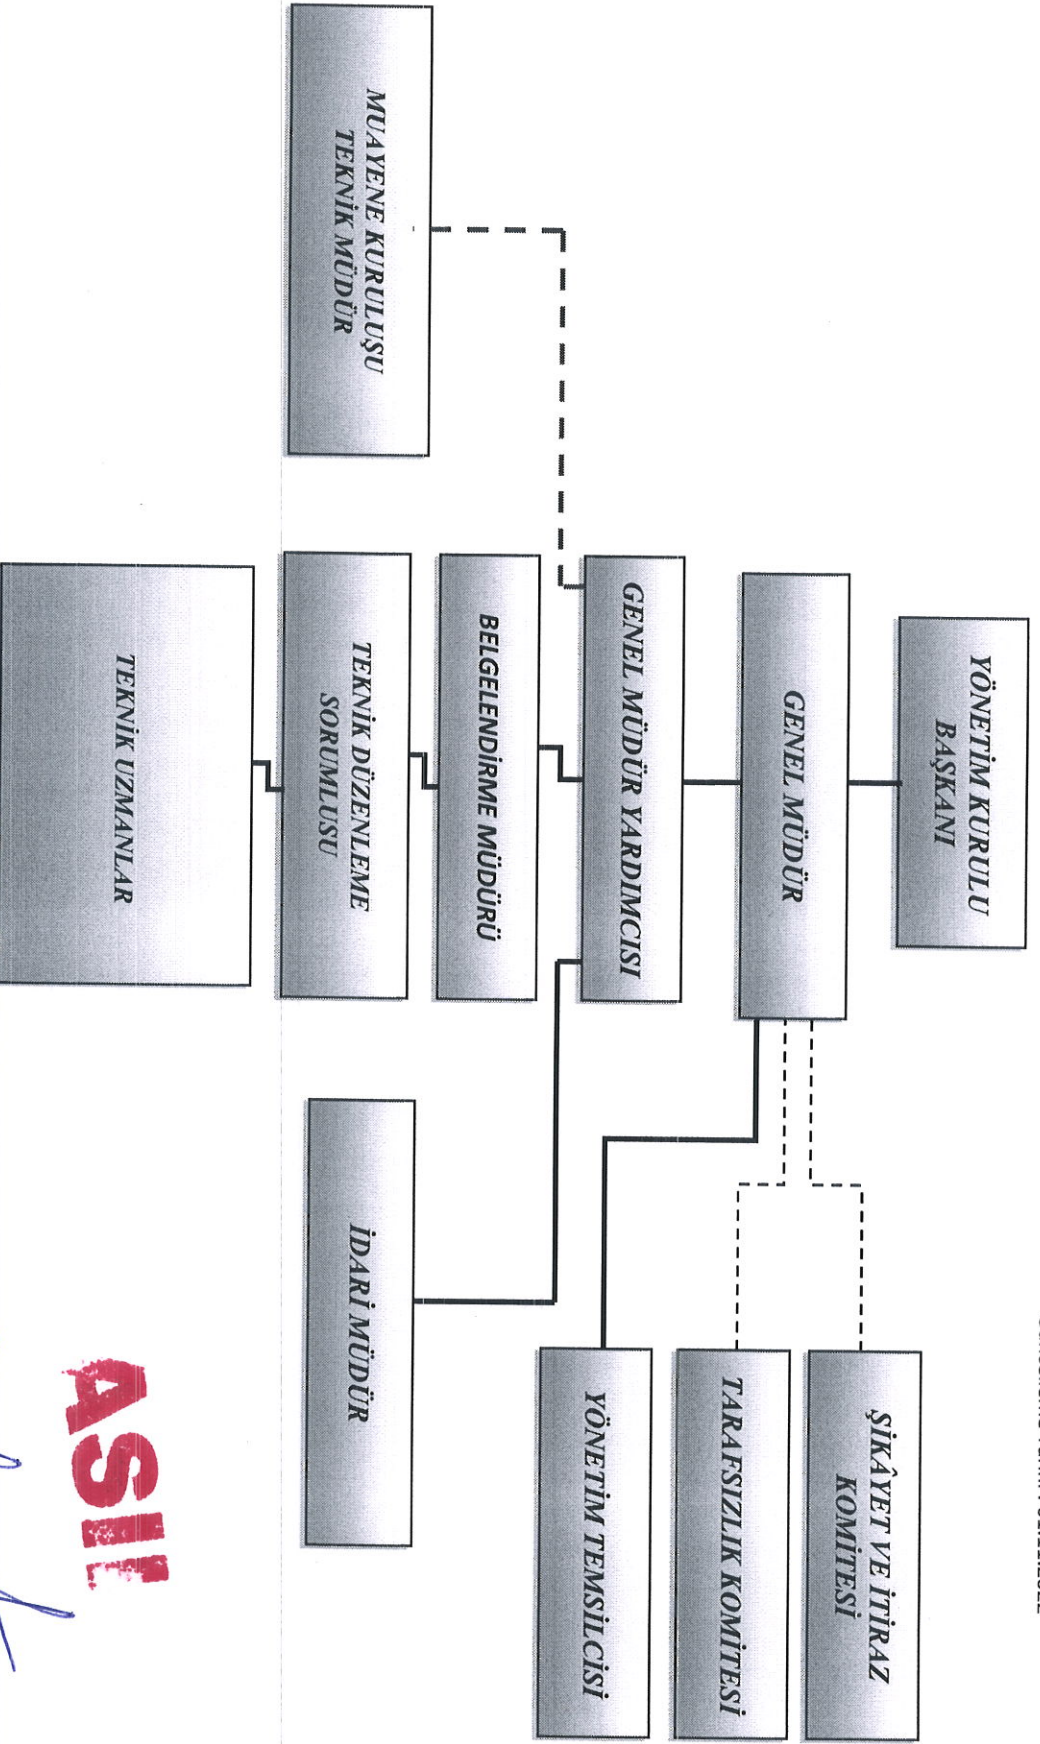 YÖNETİM KURULU
BAŞKANI
GENEL MÜDÜR
ŞİKÂYET VE İTİRAZ
KOMİTESİ
TARAFSIZLIK KOMİTESİ
YÖNETİM TEMSİLCİSİ
GENEL MÜDÜR YARDIMCISI
BELGELENDİRME MÜDÜRÜ
MUAYENE KURULUŞU
TEKNİK MÜDÜR
TEKNİK DÜZENLEME
SORUMLUSU
İDARİ MÜDÜR
TEKNİK UZMANLAR
ASIL